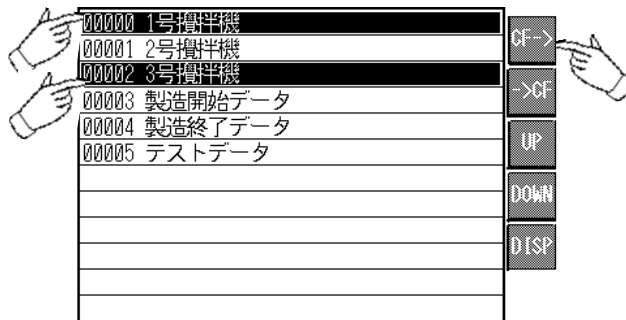 00000 1号攪拌機
00001 2号攪拌機
00002 3号攪拌機
00003 製造開始データ
00004 製造終了データ
00005 テストデータ
CF->
->CF
UP
DOWN
DISP